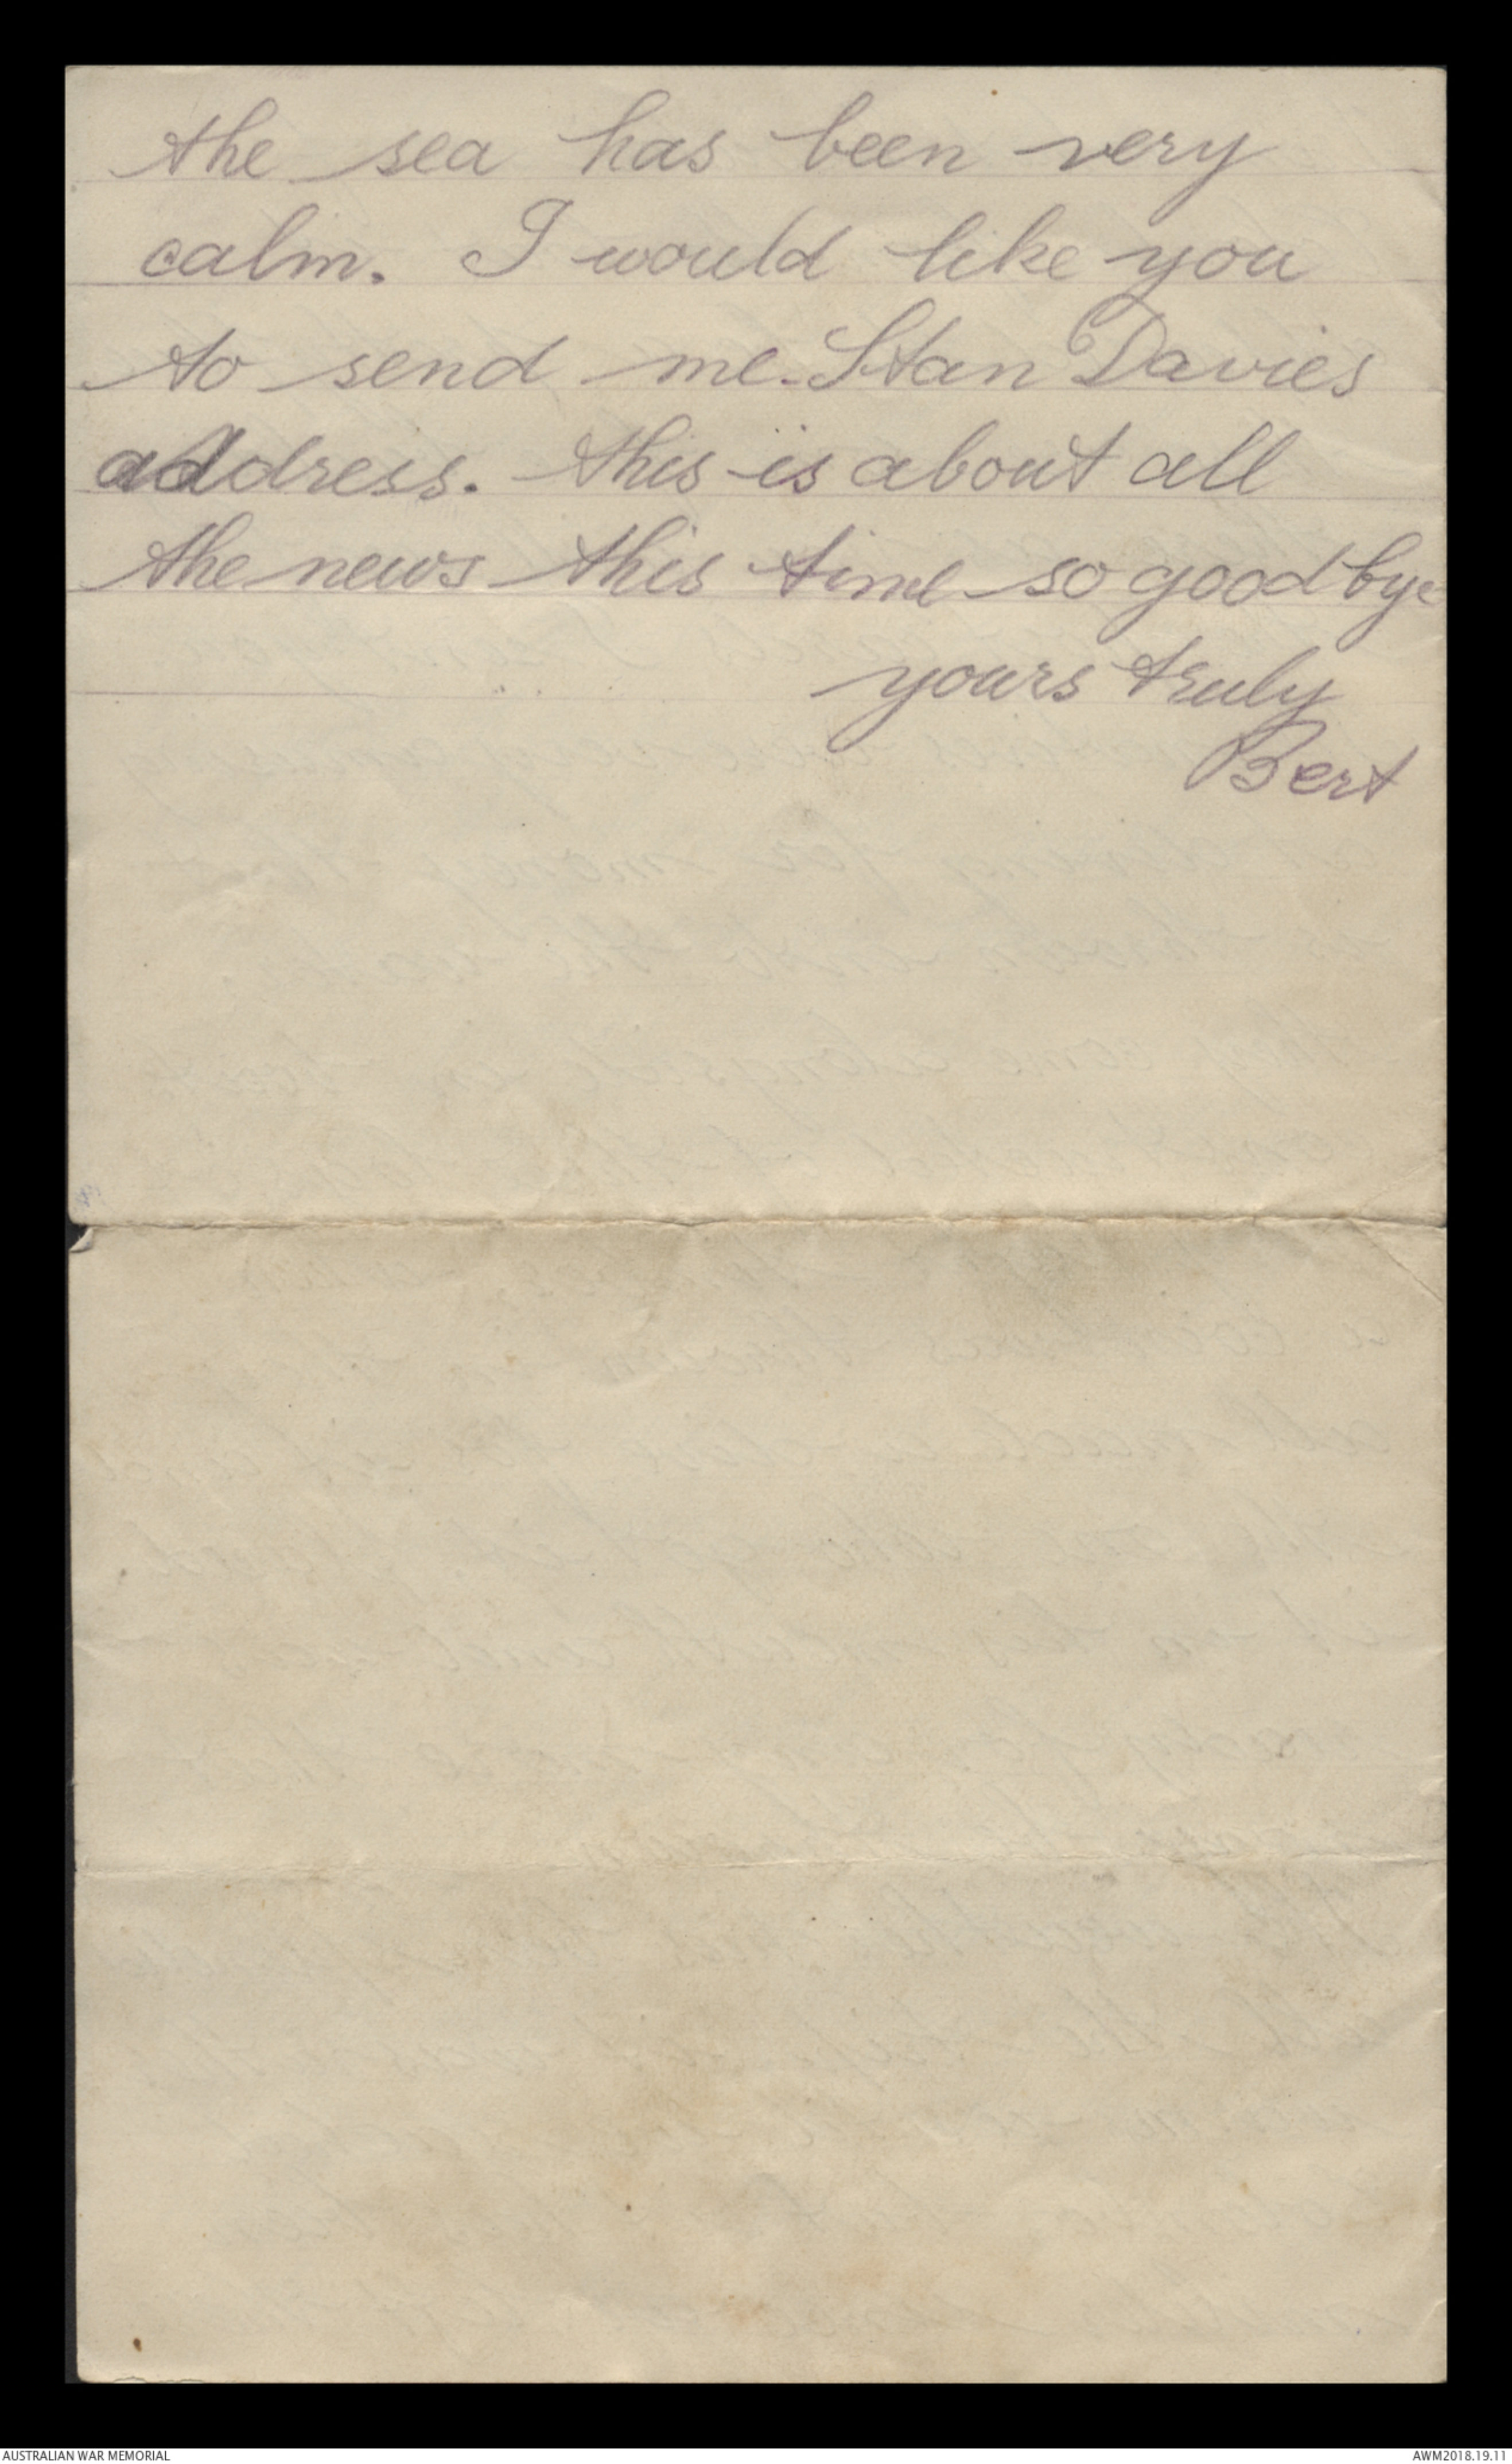 the sea has been very
calm. I would like you
to send me Stan Davies
address. this is about all
the news this time so good bye
yours truly
Bert
AUSTRALIAN WAR MEMORIAL
AWM2018.19.11